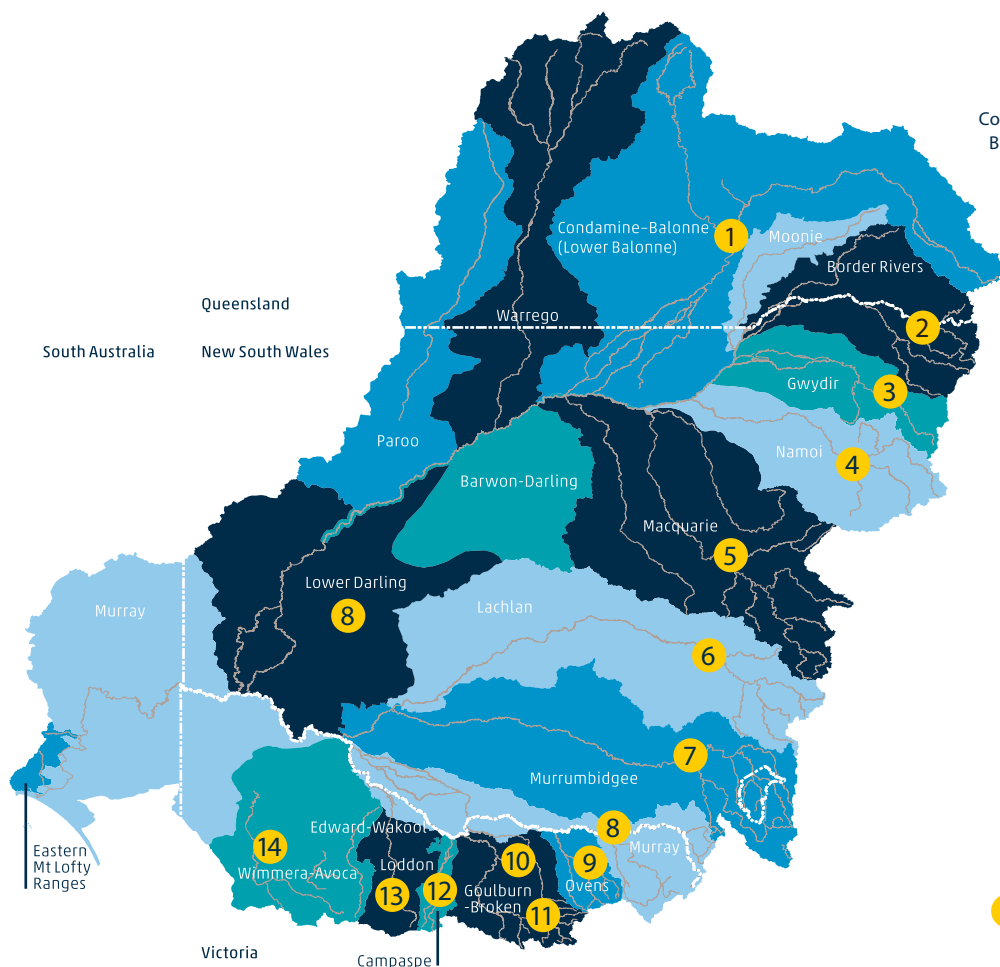 Co
B
Condamine–Balonne
(Lower Balonne)
1
Moonie
Border Rivers
Queensland
Warrego
2
South Australia
New South Wales
Gwydir
3
Paroo
Namoi
4
Barwon-Darling
Macquarie
5
Lower Darling
8
Murray
Lachlan
6
7
Murrumbidgee
8
Edward-Wakool
14
Wimmera-Avoca
Loddon
13
12
10
Goulburn
-Broken
11
9
Ovens
Murray
Eastern
Mt Lofty
Ranges
Victoria
Campaspe